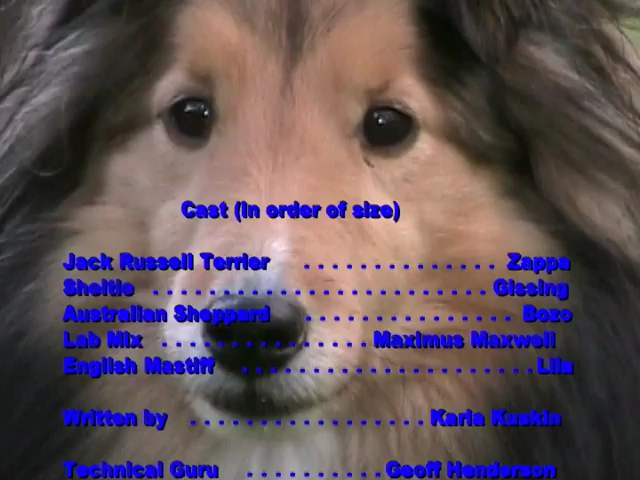 Cast (in order of size)
Jack Russell Terrier . . . . . . . . . . . . . . Zappa
Sheltie . . . . . . . . . . . . . . . . . . . . . . . . Gissing
Australian Sheppard . . . . . . . . . . . . . . . Bozo
Lab Mix . . . . . . . . . . . . . . . Maximus Maxwell
English Mastiff . . . . . . . . . . . . . . . . . . . . . Lila
Written by . . . . . . . . . . . . . . . . . Karla Kuskin
Technical Guru . . . . . . . . . . Geoff Henderson